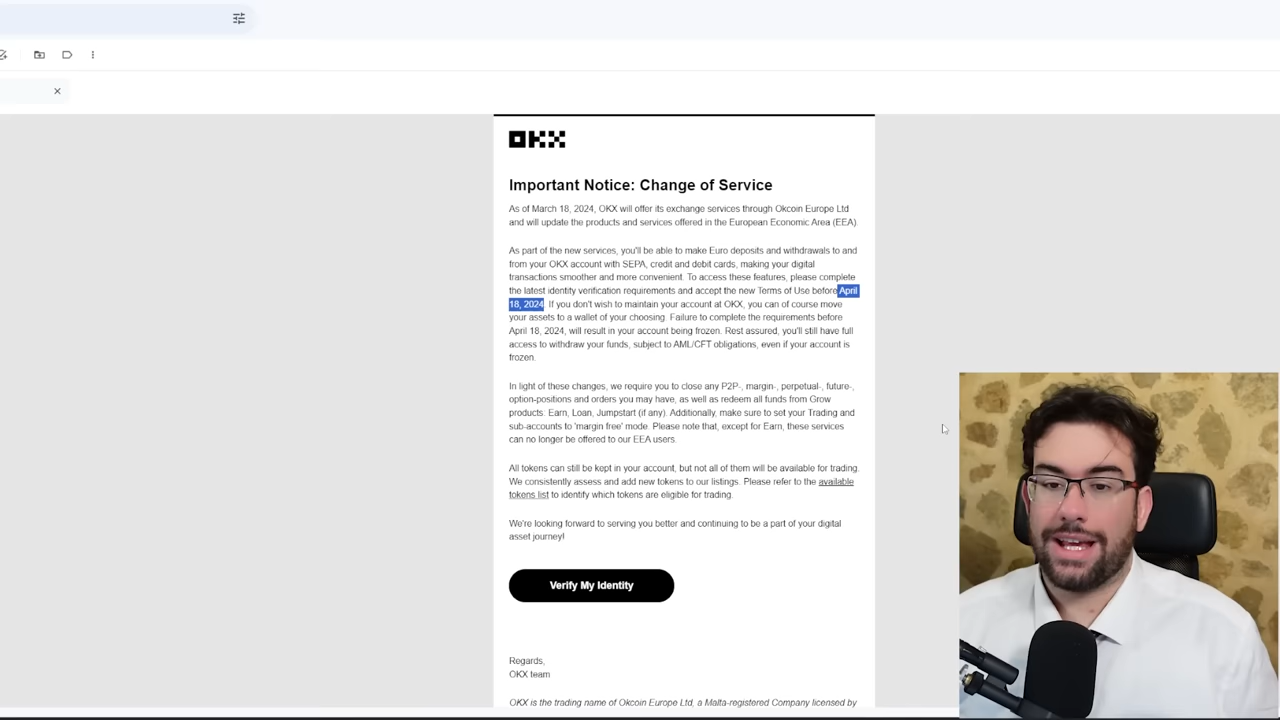 OKX
Important Notice: Change of Service
As of March 18, 2024, OKX will offer its exchange services through Okcoin Europe Ltd
and will update the products and services offered in the European Economic Area (EEA).
As part of the new services, you'll be able to make Euro deposits and withdrawals to and
from your OKX account with SEPA, credit and debit cards, making your digital
transactions smoother and more convenient. To access these features, please complete
the latest identity verification requirements and accept the new Terms of Use before April
18, 2024. If you don't wish to maintain your account at OKX, you can of course move
your assets to a wallet of your choosing. Failure to complete the requirements before
April 18, 2024, will result in your account being frozen. Rest assured, you'll still have full
access to withdraw your funds, subject to AML/CFT obligations, even if your account is
frozen.
In light of these changes, we require you to close any P2P-, margin-, perpetual-, future-,
option-positions and orders you may have, as well as redeem all funds from Grow
products: Earn, Loan, Jumpstart (if any). Additionally, make sure to set your Trading and
sub-accounts to 'margin free' mode. Please note that, except for Earn, these services
can no longer be offered to our EEA users.
All tokens can still be kept in your account, but not all of them will be available for trading.
We consistently assess and add new tokens to our listings. Please refer to the available
tokens list to identify which tokens are eligible for trading.
We're looking forward to serving you better and continuing to be a part of your digital
asset journey!
Verify My Identity
Regards,
OKX team
OKX is the trading name of Okcoin Europe Ltd, a Malta-registered Company licensed by